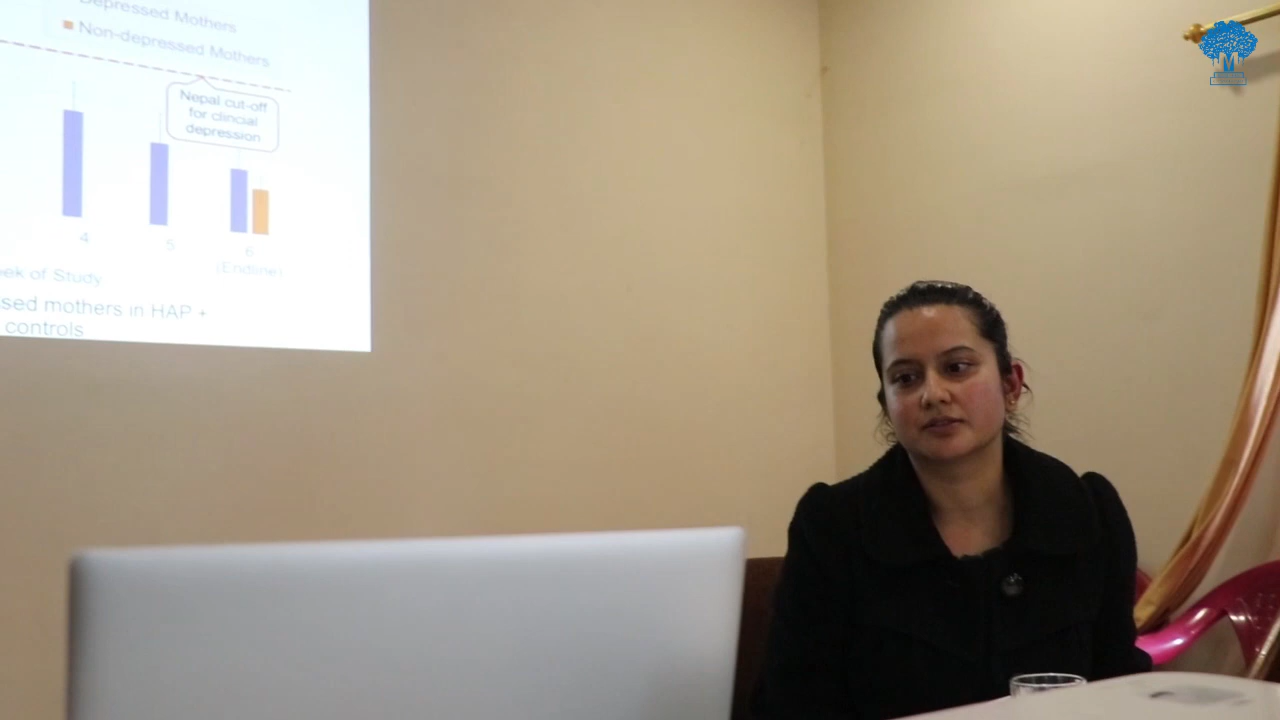 Depressed Mothers
Non-depressed Mothers
Nepal cut-off
for clincial
depression
4
5
6
(Endline)
eek of Study
sed mothers in HAP +
controls
M